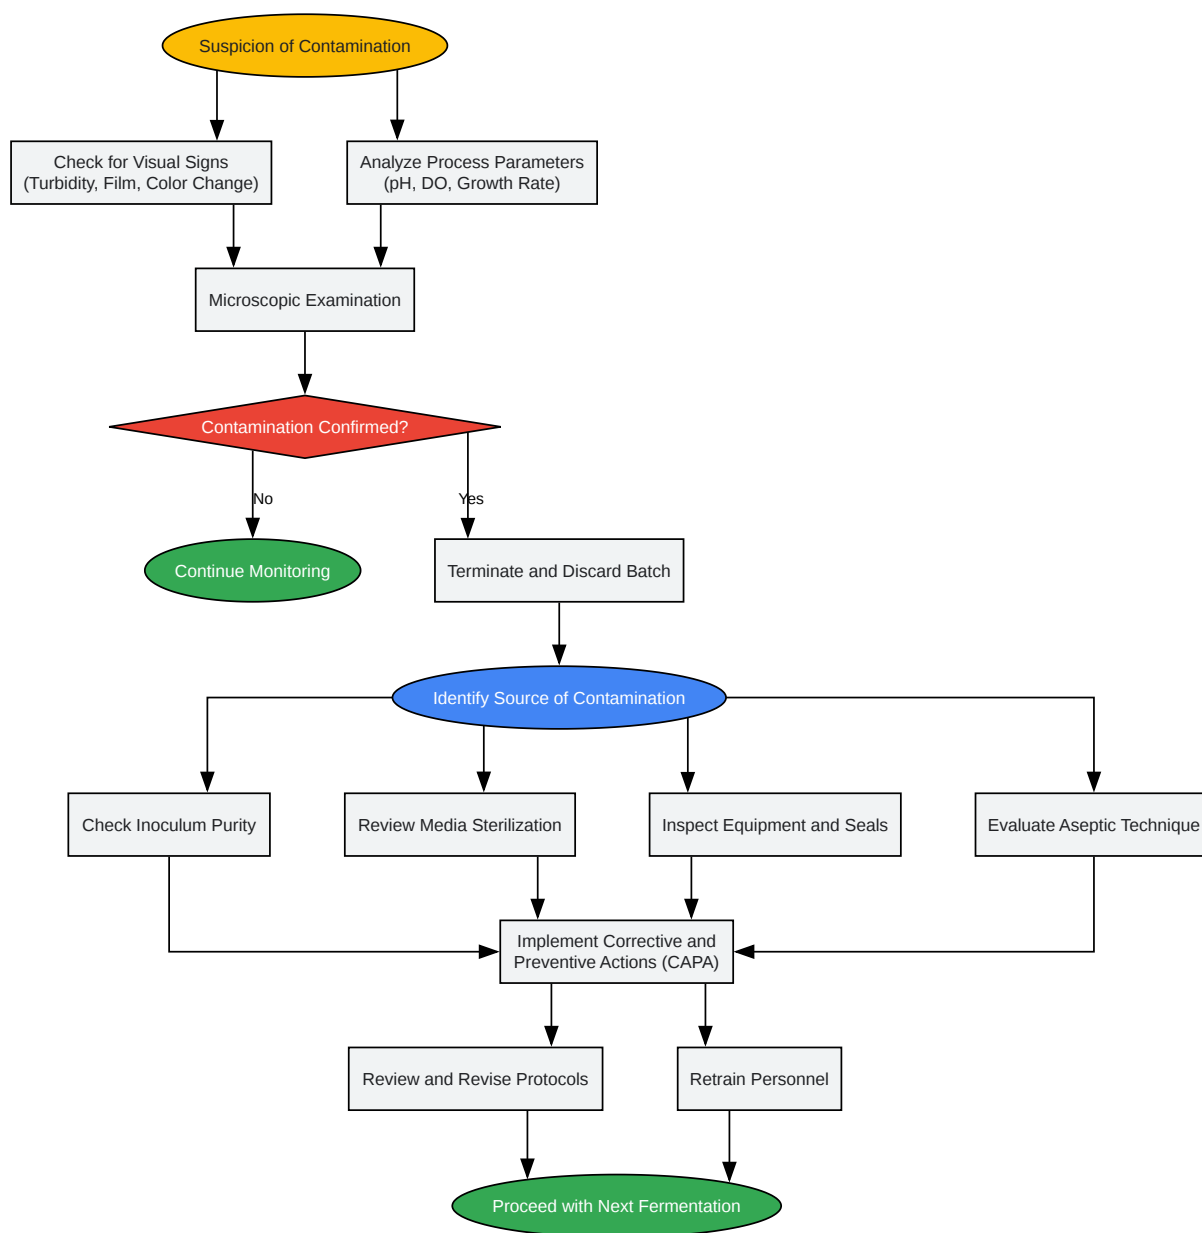 Suspicion of Contamination
Check for Visual Signs
(Turbidity, Film, Color Change)
Analyze Process Parameters
(pH, DO, Growth Rate)
Microscopic Examination
Contamination Confirmed?
No
Yes
Continue Monitoring
Terminate and Discard Batch
Identify Source of Contamination
Check Inoculum Purity
Review Media Sterilization
Inspect Equipment and Seals
Evaluate Aseptic Technique
Implement Corrective and
Preventive Actions (CAPA)
Review and Revise Protocols
Retrain Personnel
Proceed with Next Fermentation